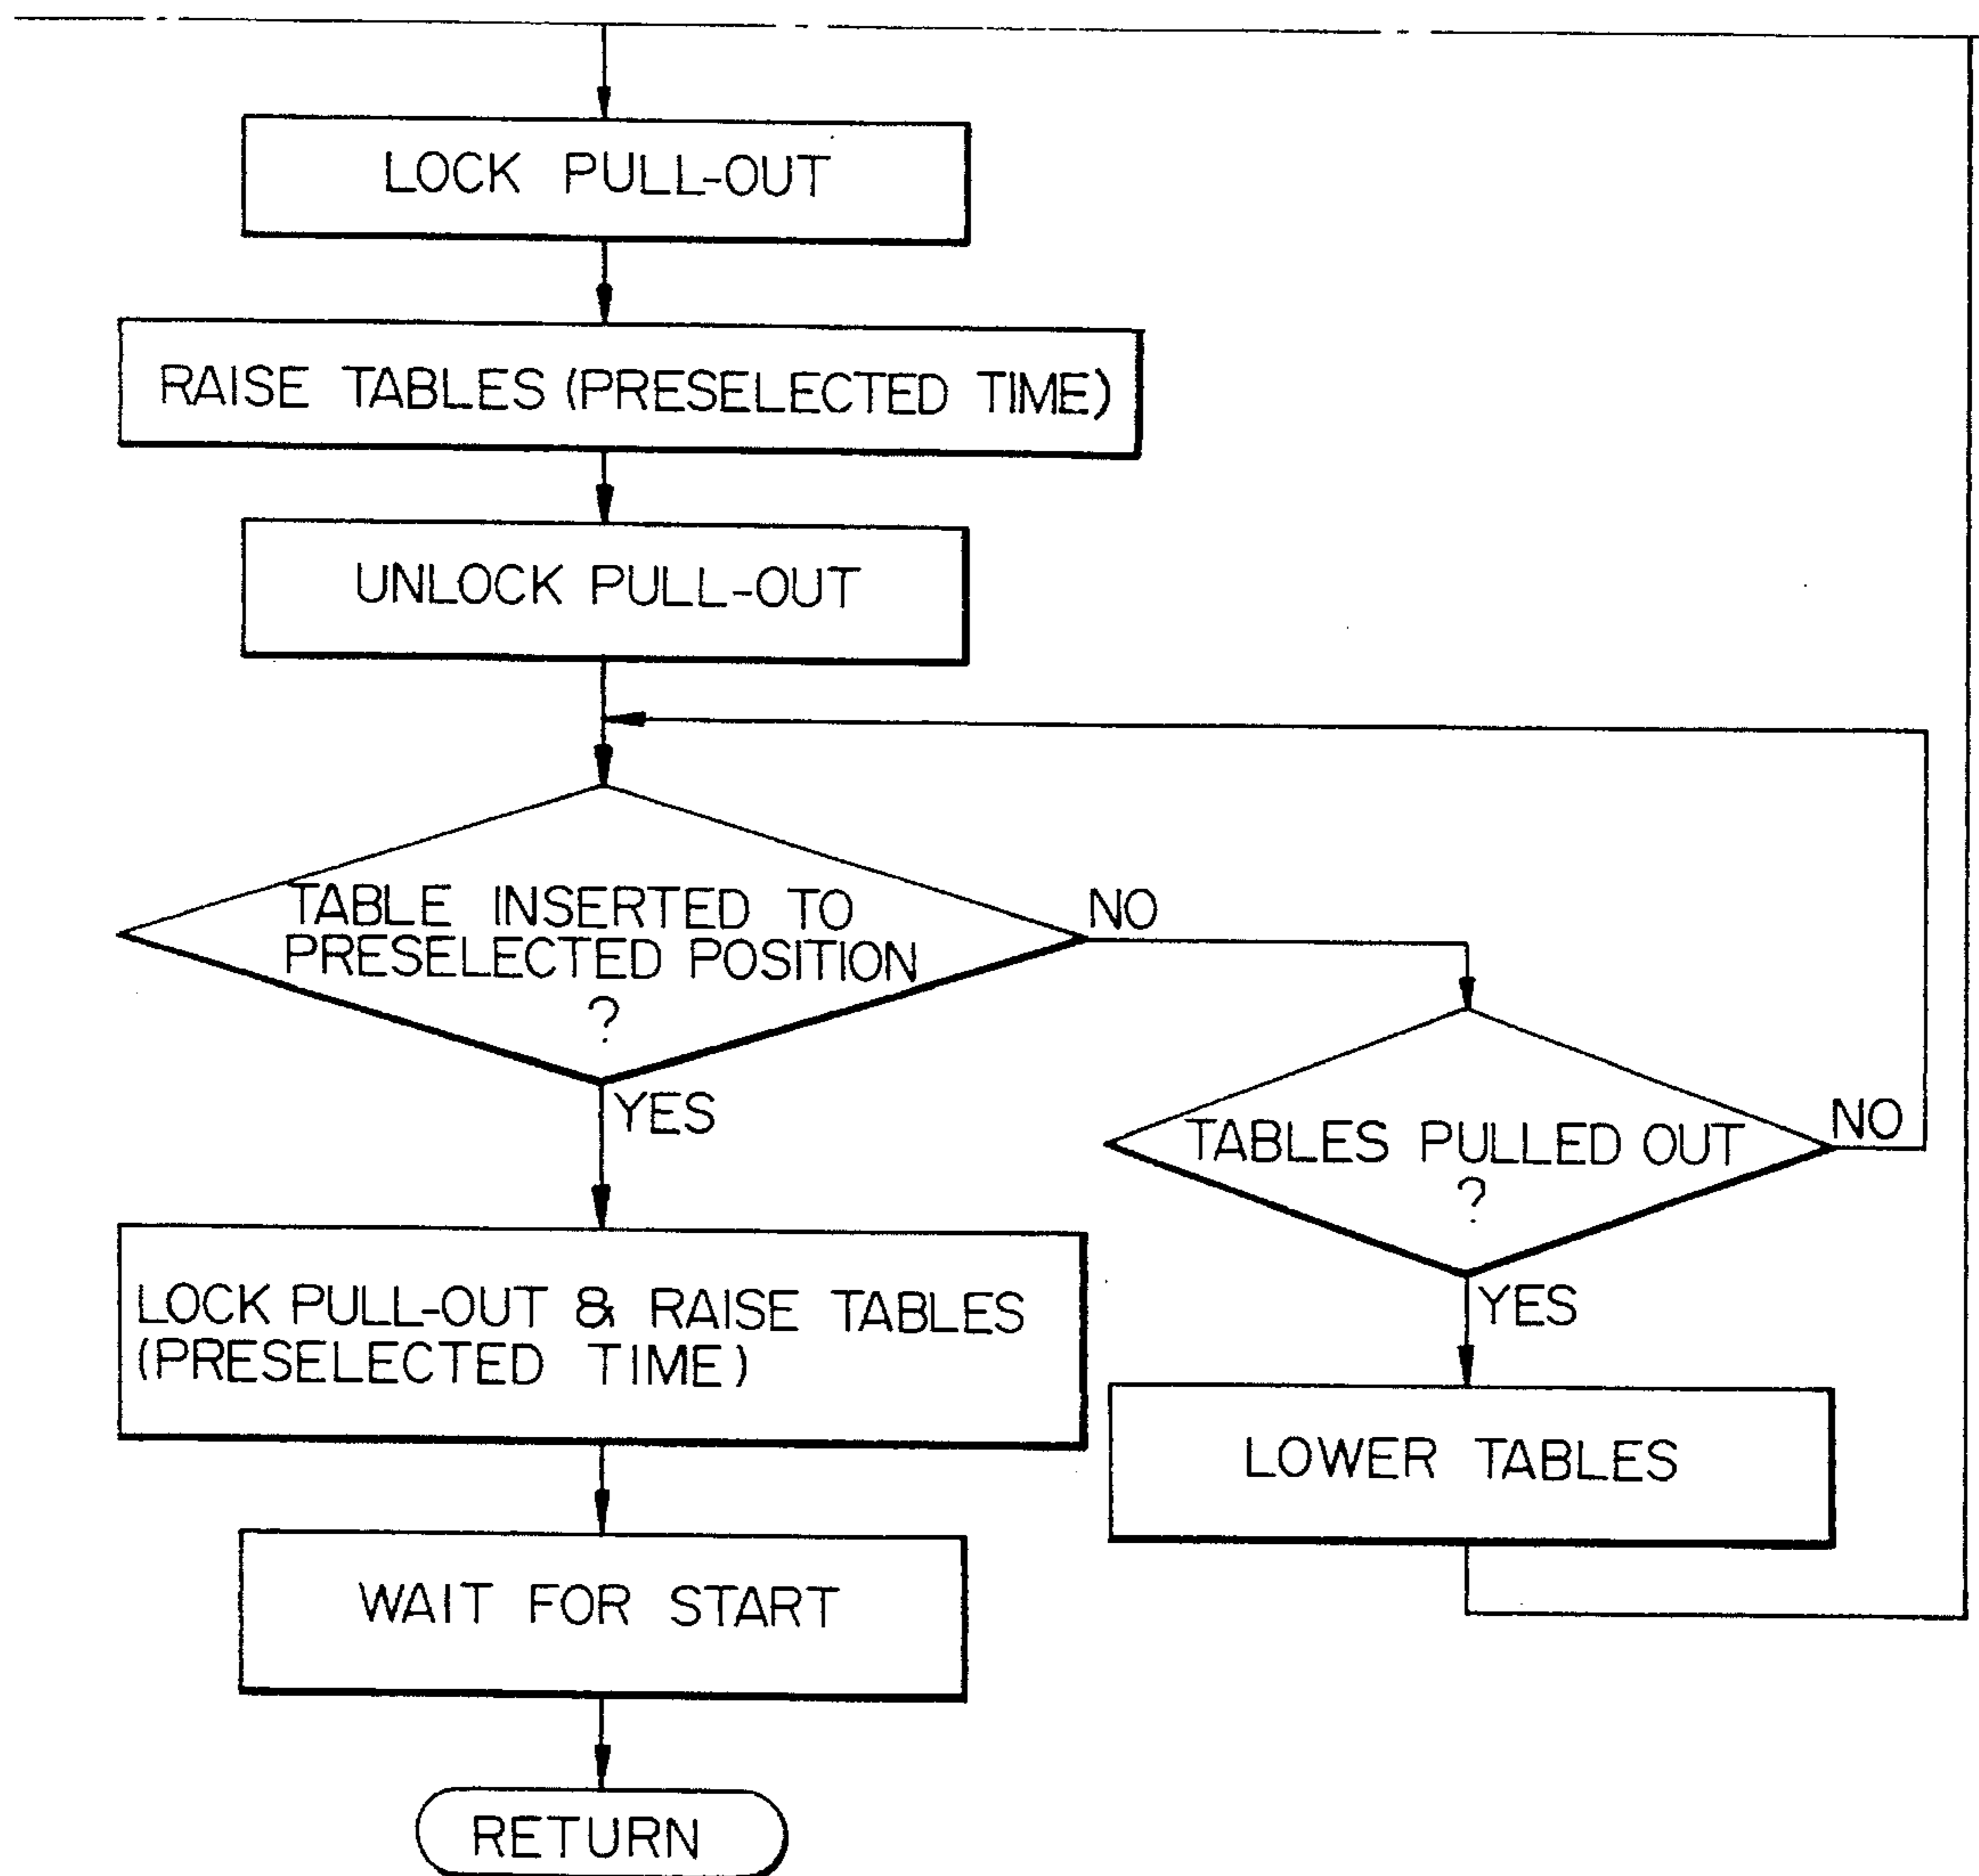 LOCK PULL-OUT
RAISE TABLES (PRESELECTED TIME)
UNLOCK PULL-OUT
TABLE INSERTED TO
PRESELECTED POSITION
?
NO
YES
TABLES PULLED OUT
?
NO
YES
LOCK PULL-OUT & RAISE TABLES
(PRESELECTED TIME)
LOWER TABLES
WAIT FOR START
RETURN